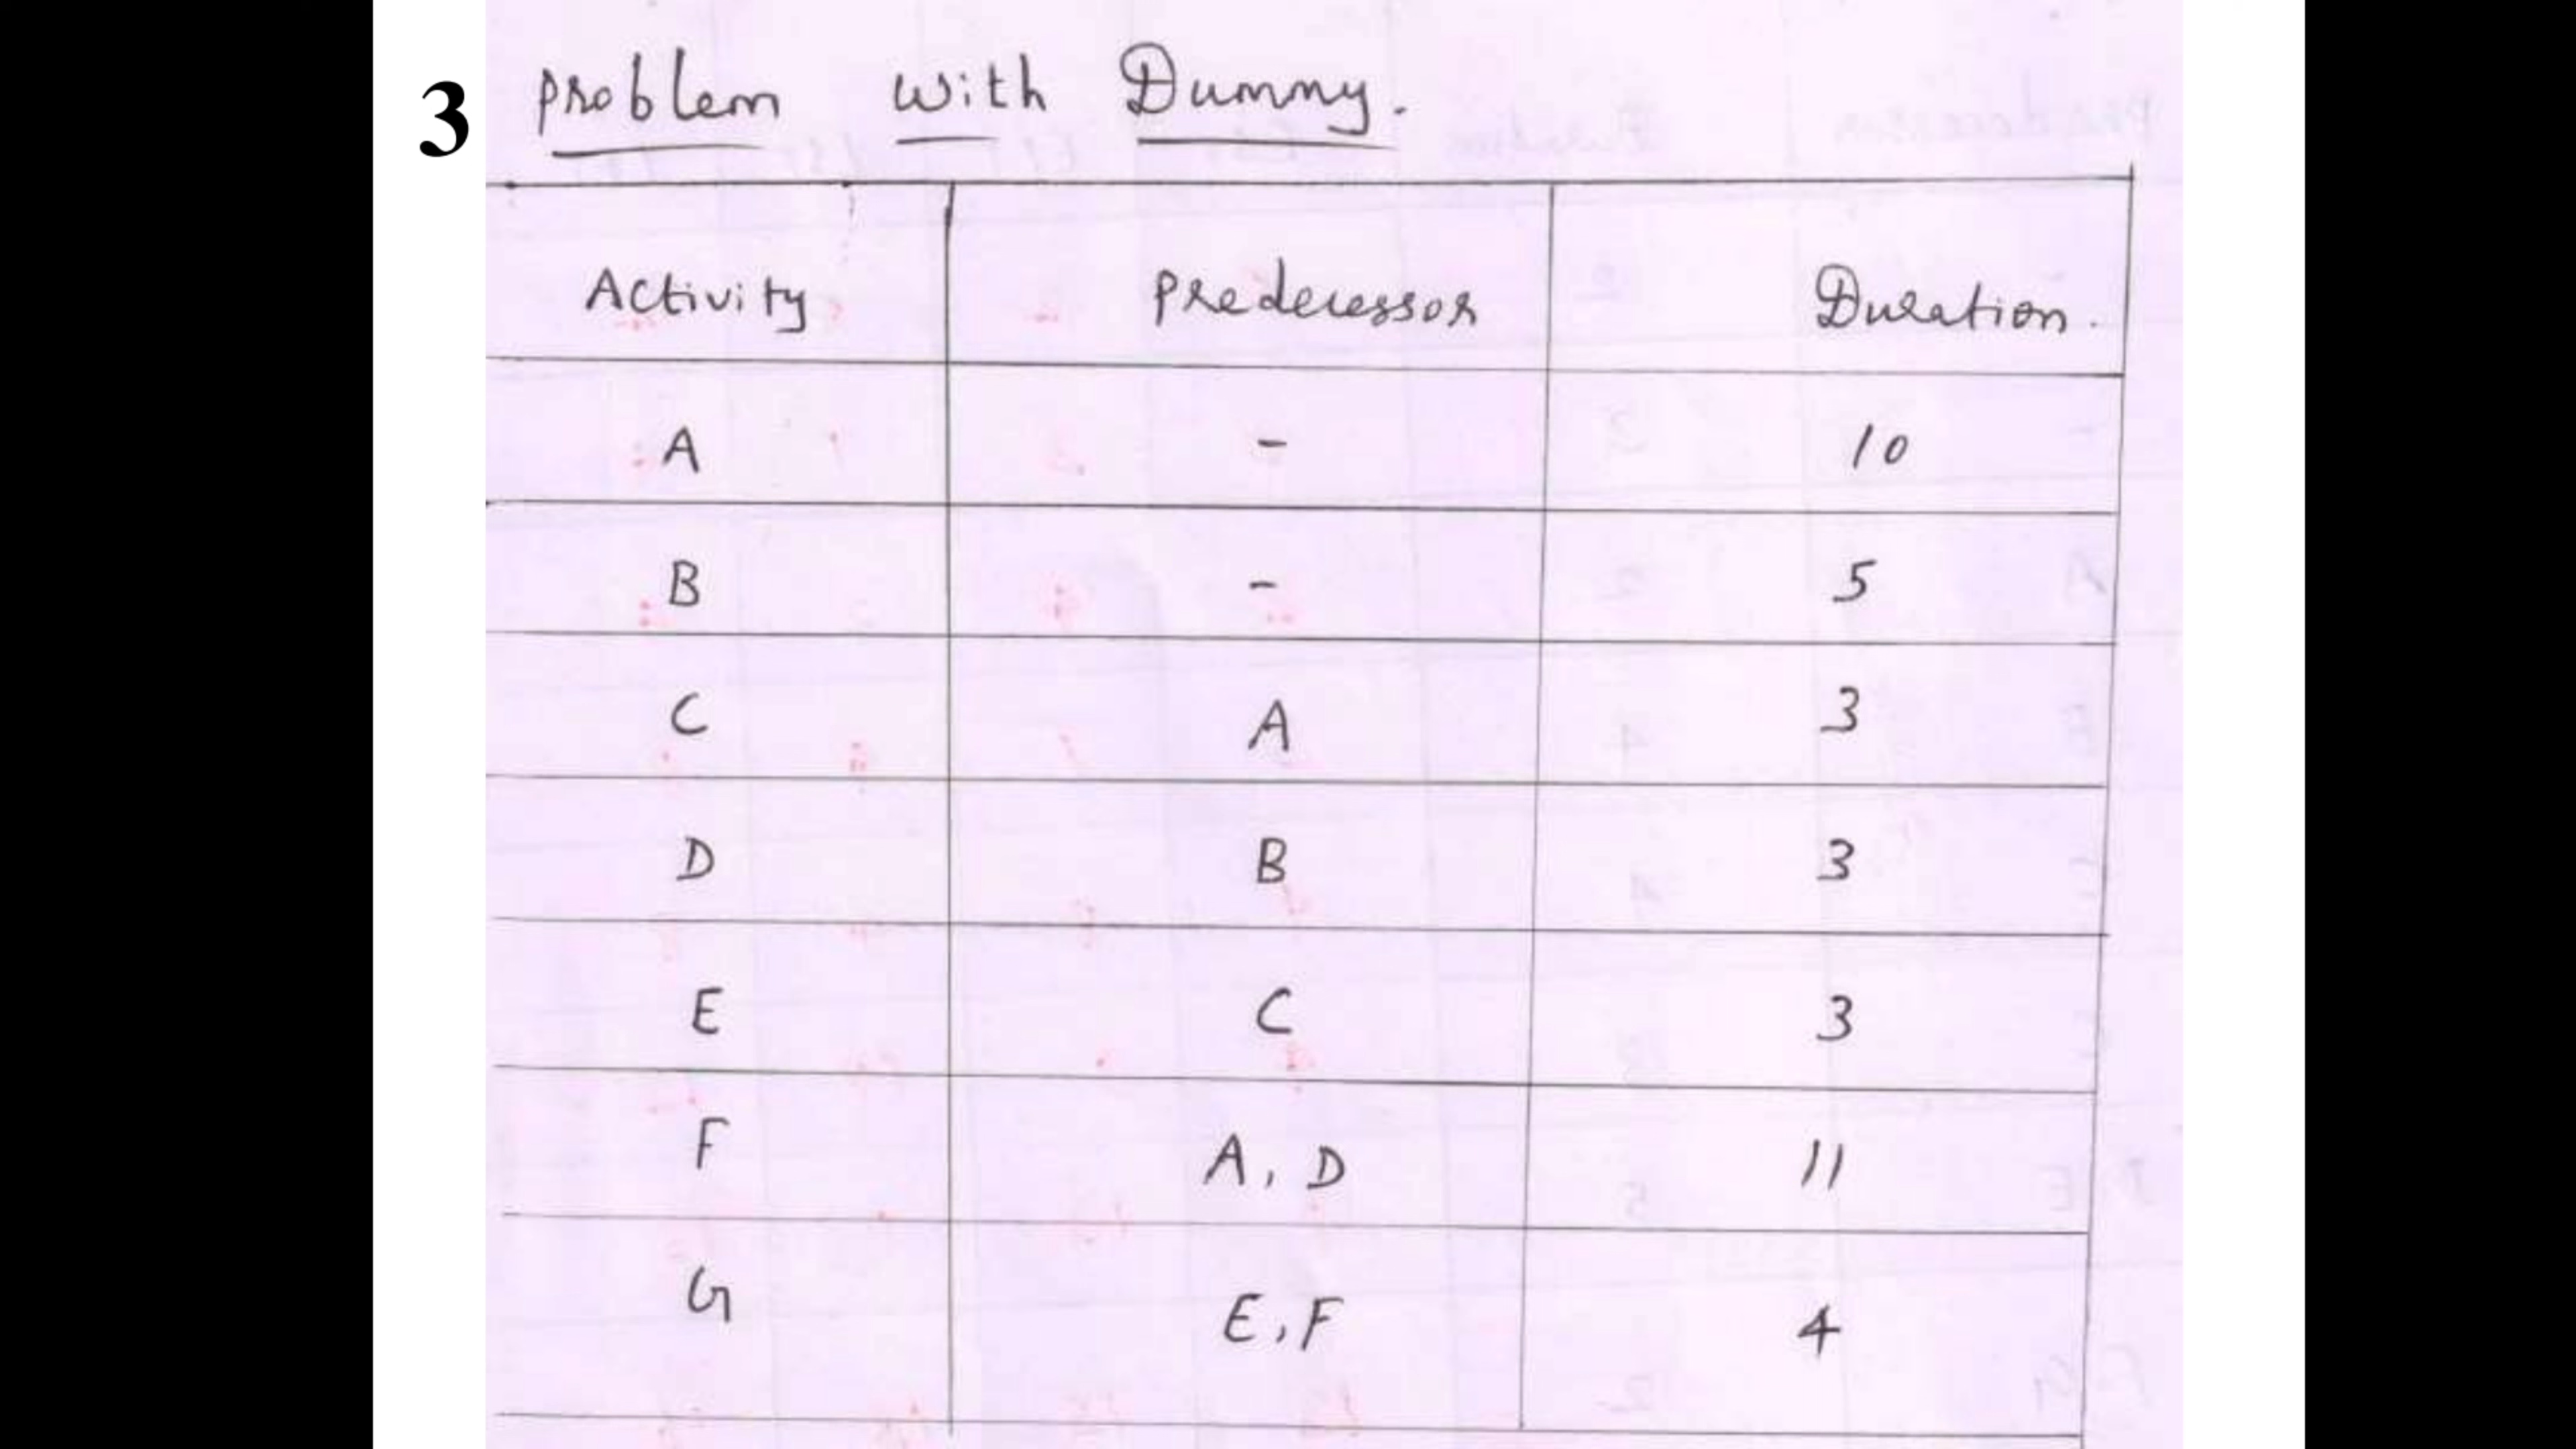 3 Problem with Dummy.
Activity Predecessor Duration.
A - 10
B - 5
C A 3
D B 3
E C 3
F A, D 11
G E, F 4